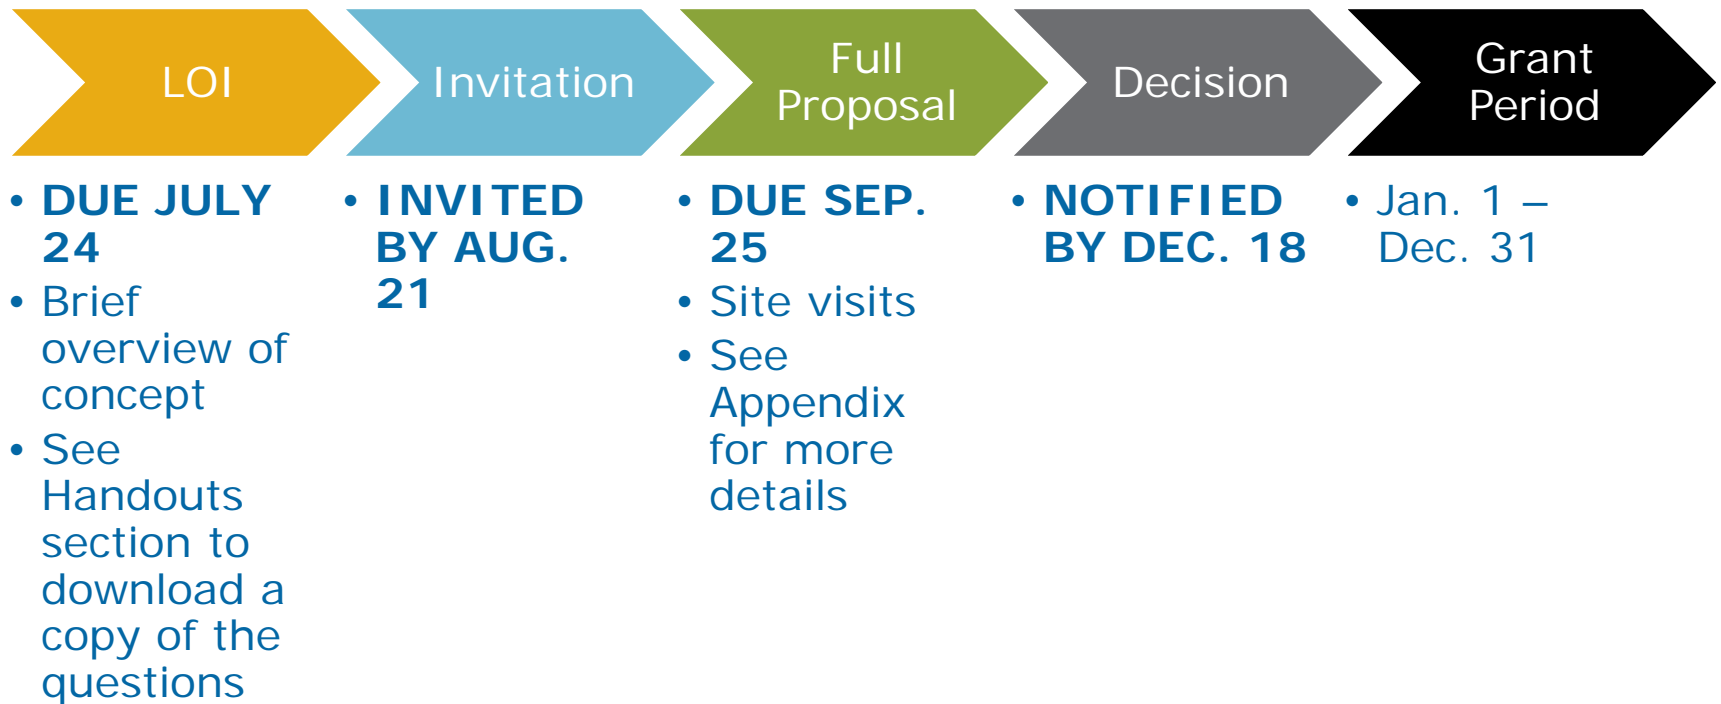 LOI
Invitation
Full
Proposal
Decision
Grant
Period
• DUE JULY
24
• Brief
overview of
concept
• See
Handouts
section to
download a
copy of the
questions
• INVITED
BY AUG.
21
• DUE SEP.
25
• Site visits
• See
Appendix
for more
details
• NOTIFIED
BY DEC. 18
• Jan. 1 –
Dec. 31